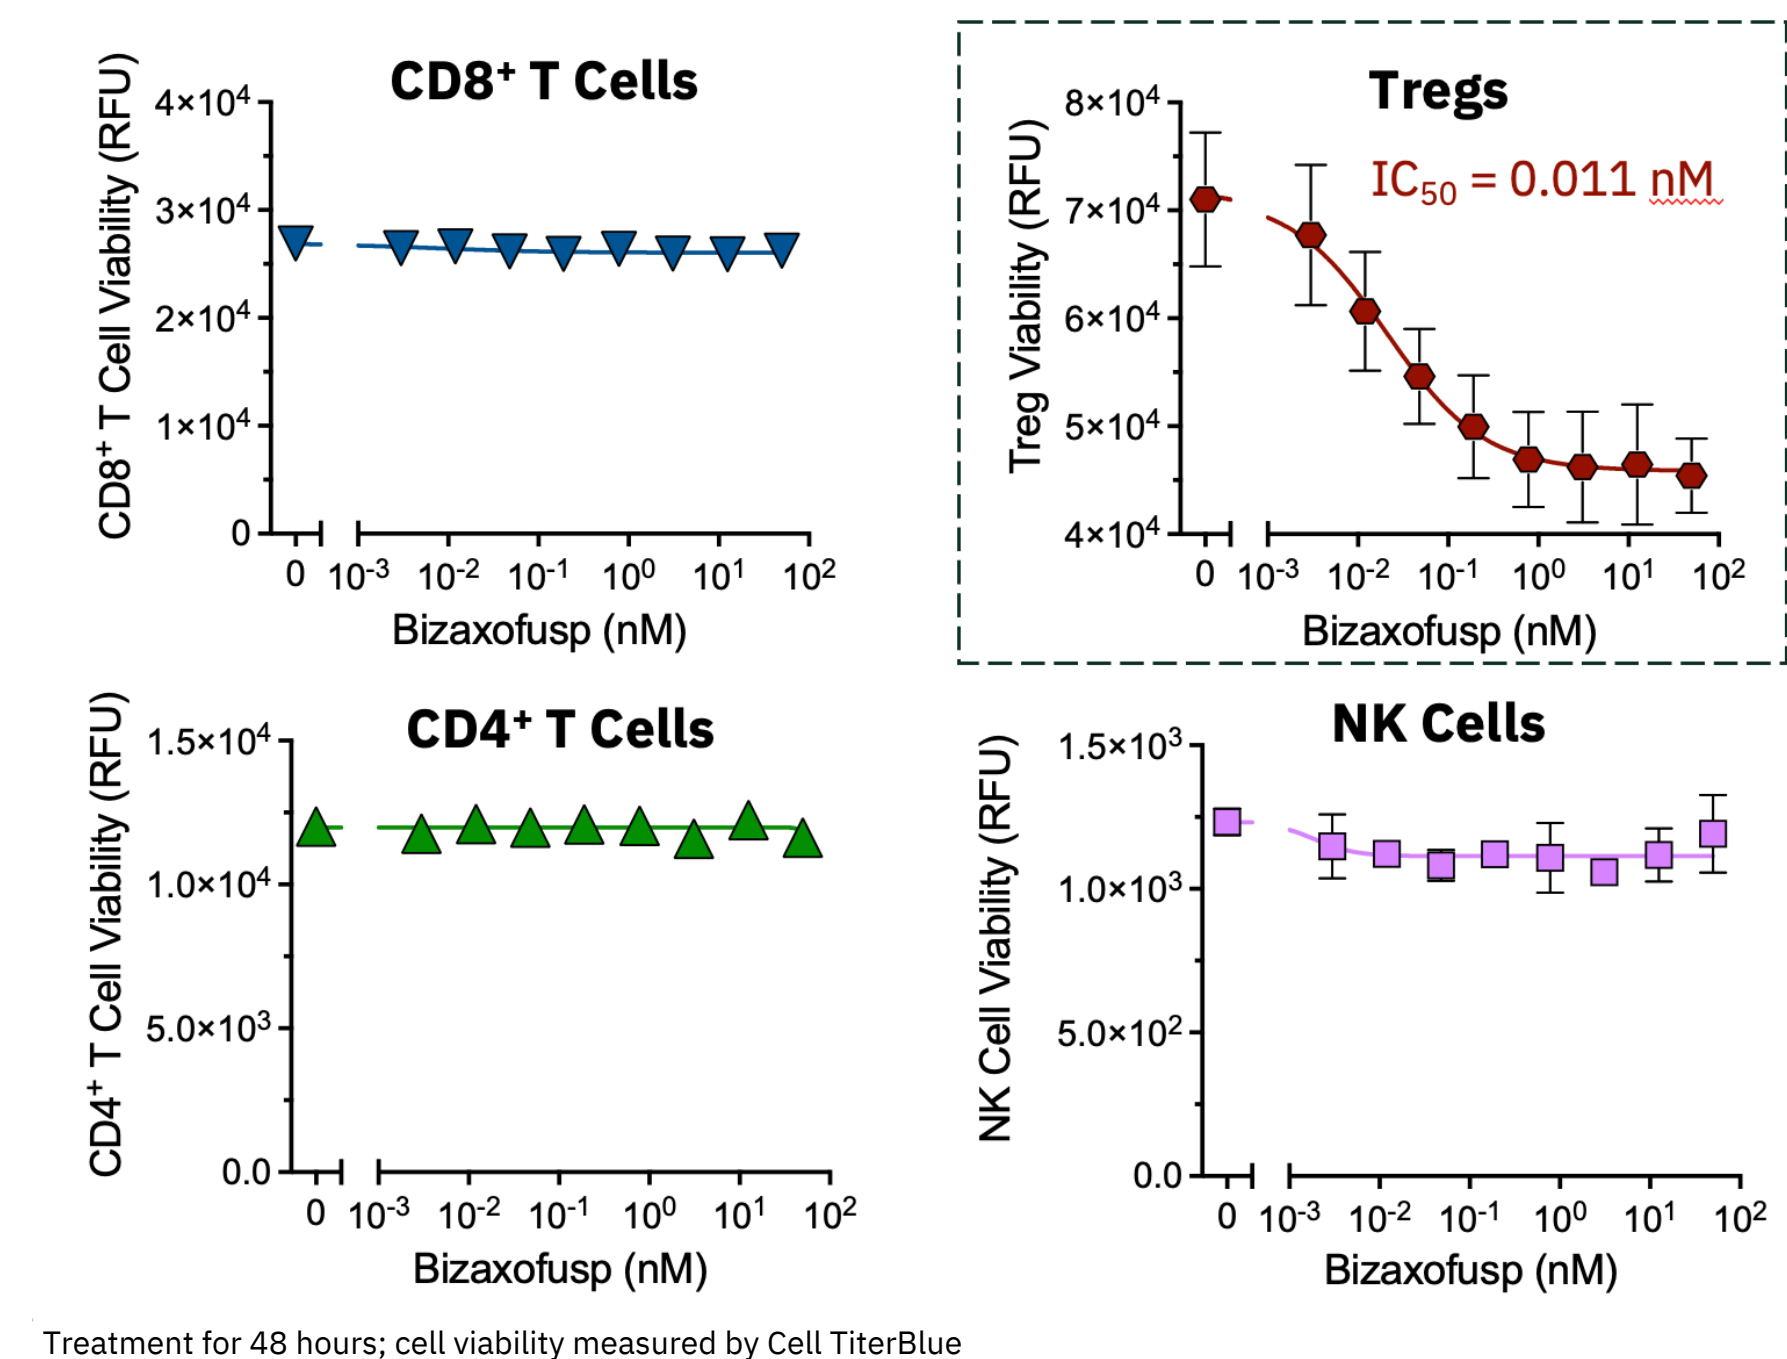 CD8⁺ T Cells
CD8⁺ T Cell Viability (RFU)
4×10⁴
3×10⁴
2×10⁴
1×10⁴
0
0 10⁻³ 10⁻² 10⁻¹ 10⁰ 10¹ 10²
Bizaxofusp (nM)
Tregs
IC₅₀ = 0.011 nM
Treg Viability (RFU)
8×10⁴
7×10⁴
6×10⁴
5×10⁴
4×10⁴
0 10⁻³ 10⁻² 10⁻¹ 10⁰ 10¹ 10²
Bizaxofusp (nM)
CD4⁺ T Cells
CD4⁺ T Cell Viability (RFU)
1.5×10⁴
1.0×10⁴
5.0×10³
0.0
0 10⁻³ 10⁻² 10⁻¹ 10⁰ 10¹ 10²
Bizaxofusp (nM)
NK Cells
NK Cell Viability (RFU)
1.5×10³
1.0×10³
5.0×10²
0.0
0 10⁻³ 10⁻² 10⁻¹ 10⁰ 10¹ 10²
Bizaxofusp (nM)
Treatment for 48 hours; cell viability measured by Cell TiterBlue